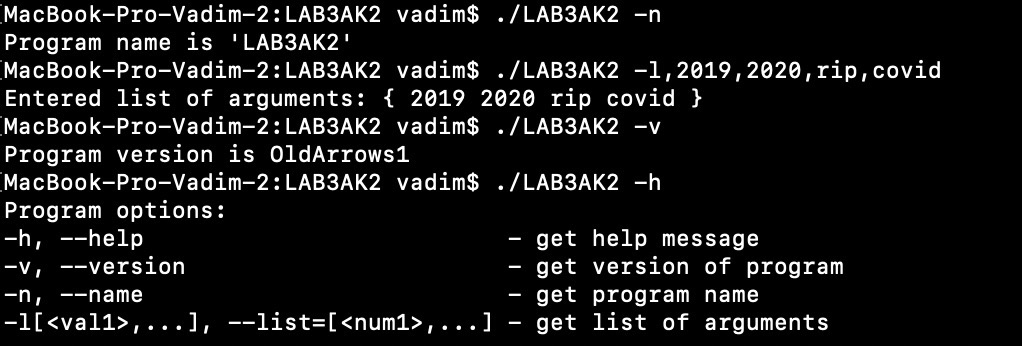 [MacBook-Pro-Vadim-2:LAB3AK2 vadim$ ./LAB3AK2 -n
Program name is 'LAB3AK2'
[MacBook-Pro-Vadim-2:LAB3AK2 vadim$ ./LAB3AK2 -l,2019,2020,rip,covid
Entered list of arguments: { 2019 2020 rip covid }
[MacBook-Pro-Vadim-2:LAB3AK2 vadim$ ./LAB3AK2 -v
Program version is OldArrows1
[MacBook-Pro-Vadim-2:LAB3AK2 vadim$ ./LAB3AK2 -h
Program options:
-h, --help                          - get help message
-v, --version                       - get version of program
-n, --name                          - get program name
-l[<val1>,...], --list=[<num1>,...] - get list of arguments